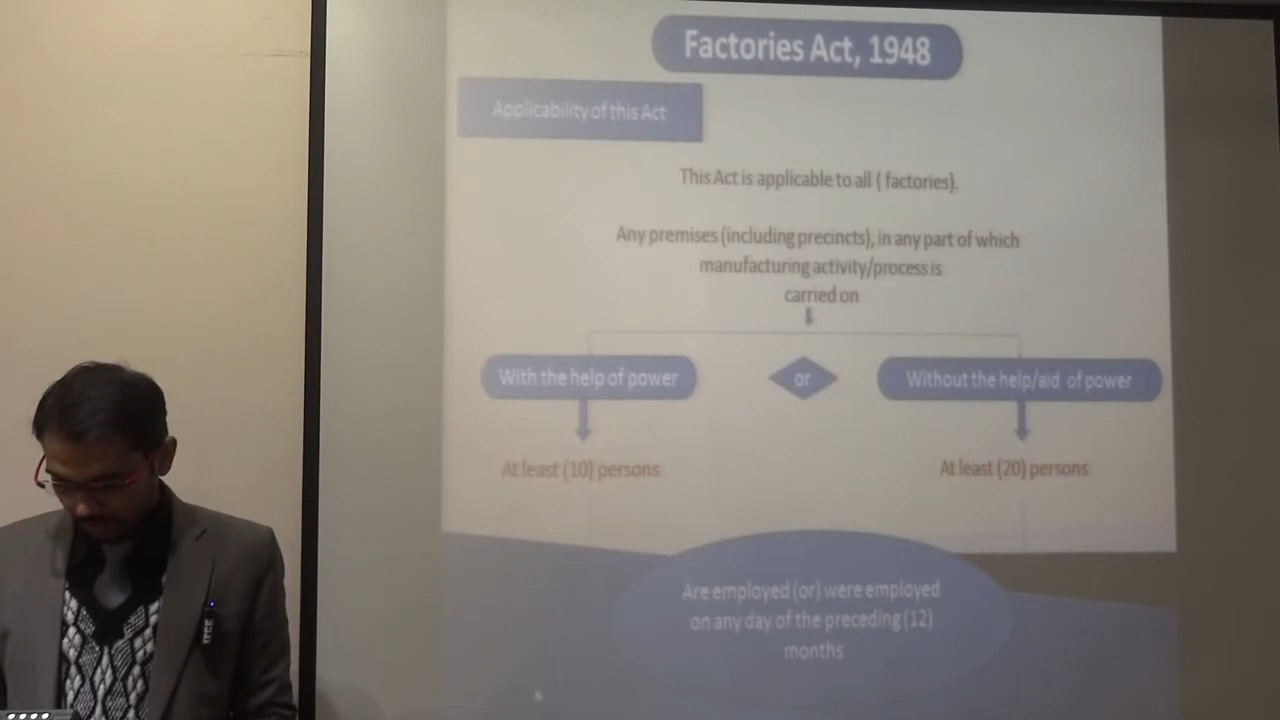 Factories Act, 1948
Applicability of this Act
This Act is applicable to all ( factories).
Any premises (including precincts), in any part of which
manufacturing activity/process is
carried on
With the help of power
or
Without the help/aid of power
At least (10) persons
At least (20) persons
Are employed (or) were employed
on any day of the preceding (12)
months